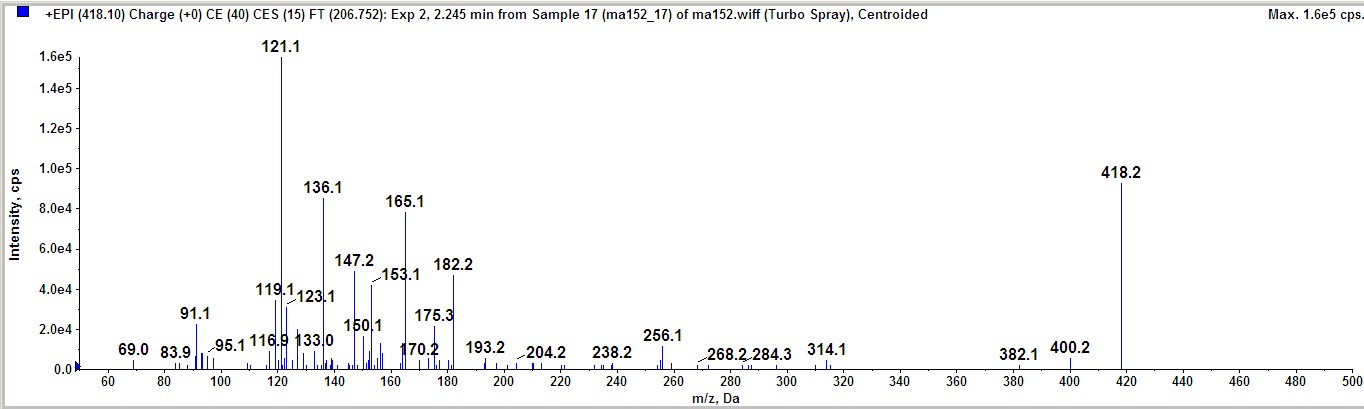 +EPI (418.10) Charge (+0) CE (40) CES (15) FT (206.752): Exp 2, 2.245 min from Sample 17 (ma152_17) of ma152.wiff (Turbo Spray), Centroided
Max. 1.6e5 cps.
Intensity, cps
1.6e5
1.4e5
1.2e5
1.0e5
8.0e4
6.0e4
4.0e4
2.0e4
0.0
121.1
418.2
136.1
165.1
147.2
182.2
153.1
119.1
123.1
91.1
175.3
150.1
116.9
133.0
95.1
69.0
83.9
170.2
193.2
204.2
238.2
256.1
268.2
284.3
314.1
382.1
400.2
60 80 100 120 140 160 180 200 220 240 260 280 300 320 340 360 380 400 420 440 460 480 500
m/z, Da